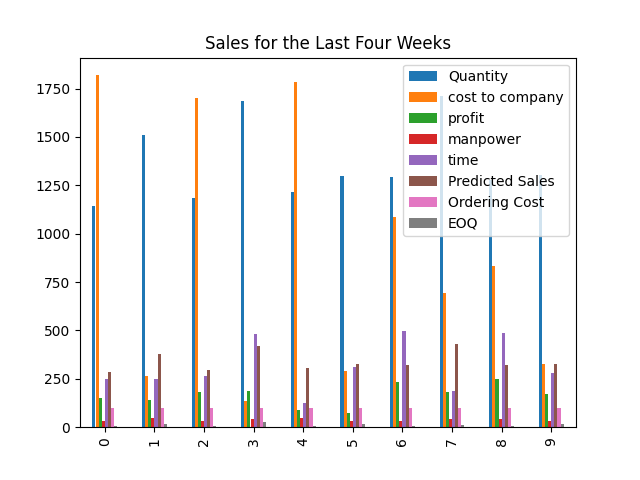 Sales for the Last Four Weeks
1750
1500
1250
1000
750
500
250
0
Quantity
cost to company
profit
manpower
time
Predicted Sales
Ordering Cost
EOQ
0 1 2 3 4 5 6 7 8 9